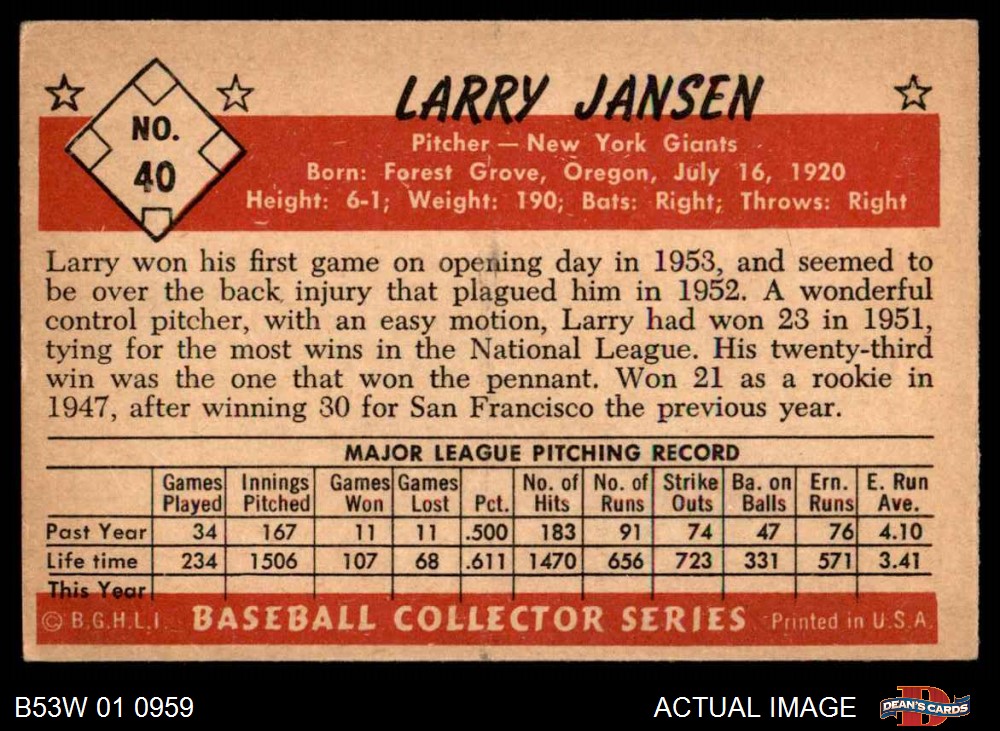 NO.
40
LARRY JANSEN
Pitcher — New York Giants
Born: Forest Grove, Oregon, July 16, 1920
Height: 6-1; Weight: 190; Bats: Right; Throws: Right
Larry won his first game on opening day in 1953, and seemed to
be over the back injury that plagued him in 1952. A wonderful
control pitcher, with an easy motion, Larry had won 23 in 1951,
tying for the most wins in the National League. His twenty-third
win was the one that won the pennant. Won 21 as a rookie in
1947, after winning 30 for San Francisco the previous year.
MAJOR LEAGUE PITCHING RECORD
Games Innings Games Games No. of No. of Strike Ba. on Ern. E. Run
Played Pitched Won Lost Pct. Hits Runs Outs Balls Runs Ave.
Past Year 34 167 11 11 .500 183 91 74 47 76 4.10
Life time 234 1506 107 68 .611 1470 656 723 331 571 3.41
This Year
© B.G.H.L.I. BASEBALL COLLECTOR SERIES Printed in U.S.A.
B53W 01 0959 ACTUAL IMAGE D DEAN'S CARDS